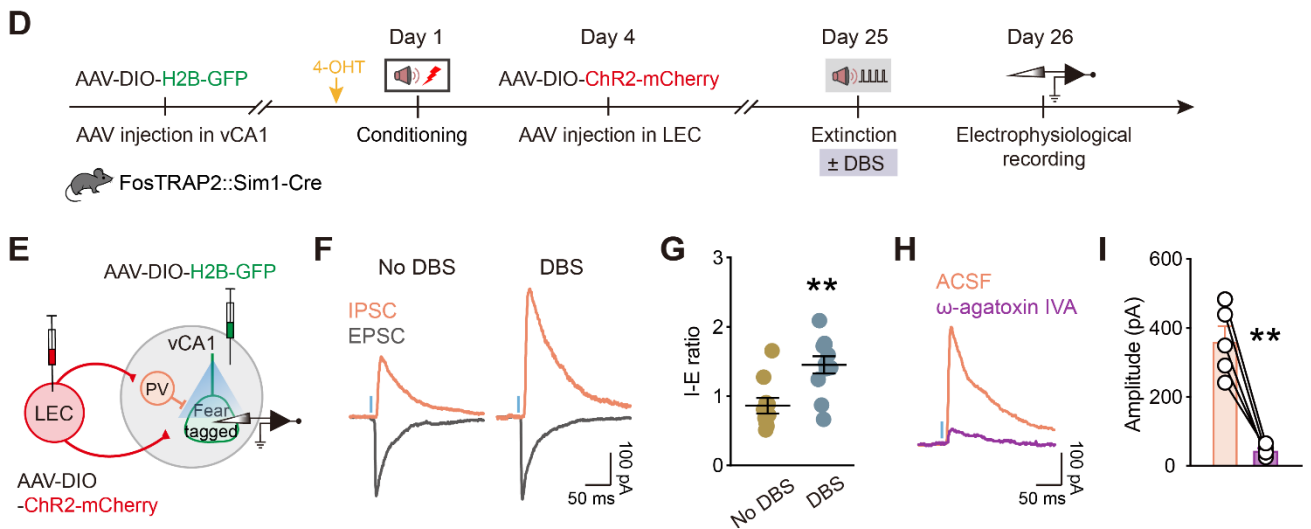 D
Day 1
Day 4
Day 25
Day 26
AAV-DIO-H2B-GFP
4-OHT
AAV-DIO-ChR2-mCherry
AAV injection in vCA1
Conditioning
AAV injection in LEC
Extinction
± DBS
Electrophysiological
recording
FosTRAP2::Sim1-Cre
E
AAV-DIO-H2B-GFP
vCA1
PV
LEC
Fear
tagged
AAV-DIO
-ChR2-mCherry
F
No DBS
DBS
IPSC
EPSC
100 pA
50 ms
G
**
I-E ratio
3
2
1
0
No DBS
DBS
H
ACSF
ω-agatoxin IVA
100 pA
50 ms
I
**
Amplitude (pA)
600
400
200
0